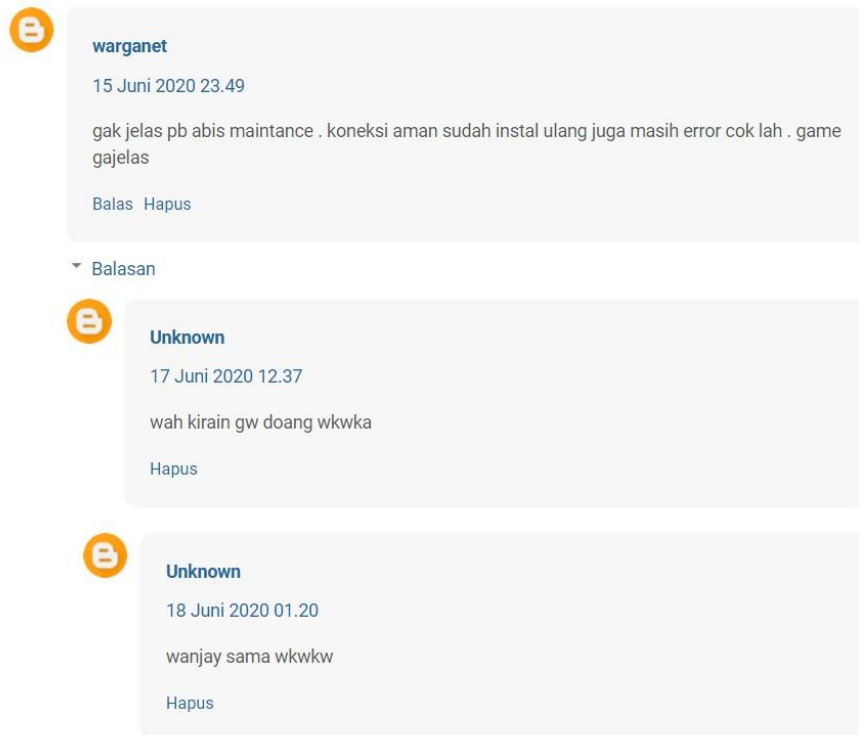 warganet
15 Juni 2020 23.49
gak jelas pb abis maintance . koneksi aman sudah instal ulang juga masih error cok lah . game
gajelas
Balas Hapus
Balasan
Unknown
17 Juni 2020 12.37
wah kirain gw doang wkwka
Hapus
Unknown
18 Juni 2020 01.20
wanjay sama wkwkw
Hapus